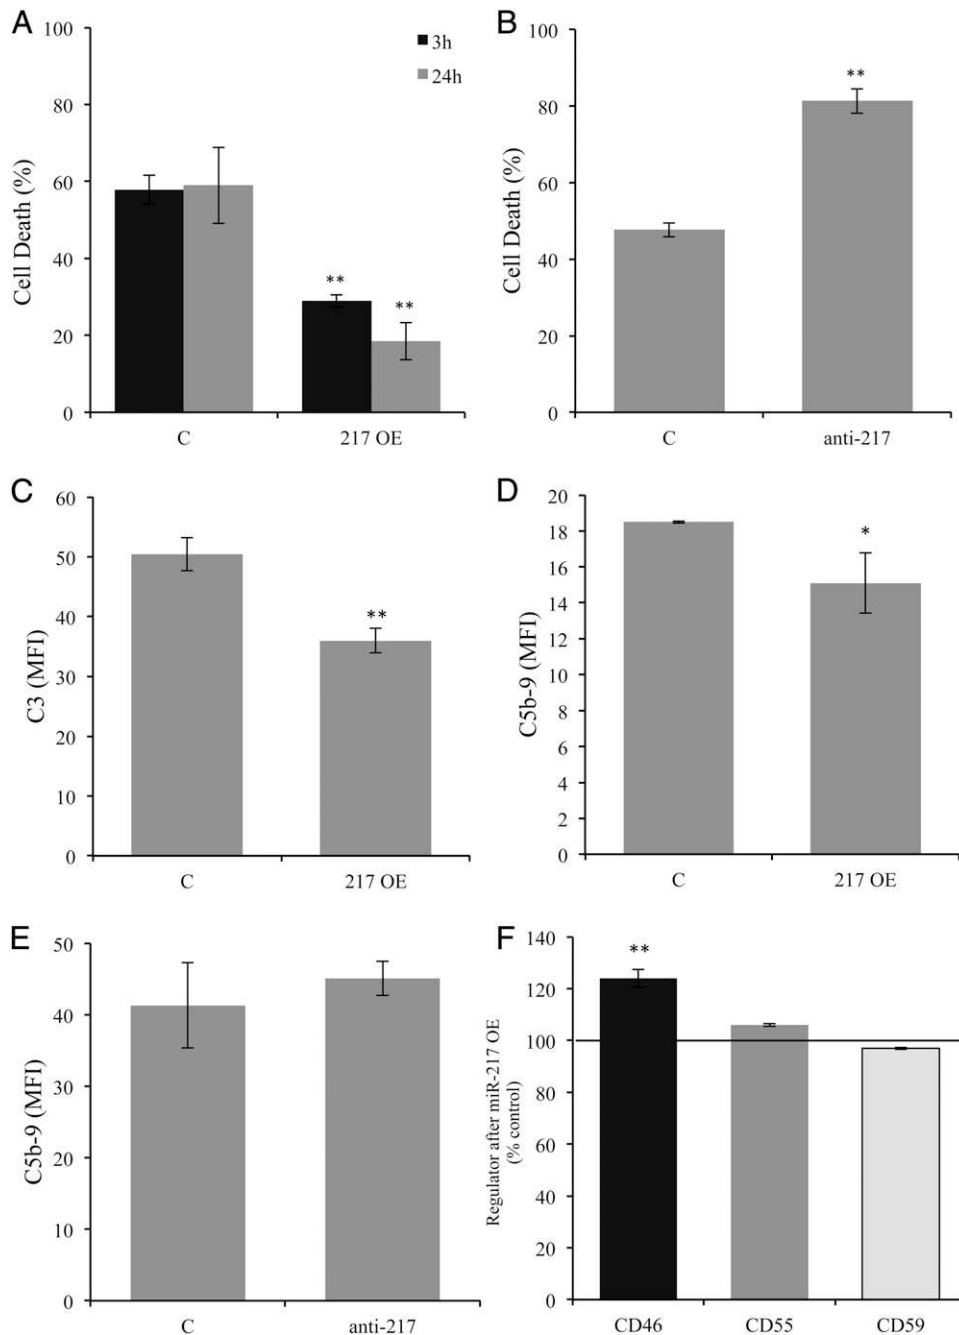 A
Cell Death (%)
100
80
60
40
20
0
3h
24h
**
**
C
217 OE
B
Cell Death (%)
100
80
60
40
20
0
**
C
anti-217
C
C3 (MFI)
60
50
40
30
20
10
0
**
C
217 OE
D
C5b-9 (MFI)
20
18
16
14
12
10
8
6
4
2
0
*
C
217 OE
E
C5b-9 (MFI)
50
40
30
20
10
0
C
anti-217
F
Regulator after miR-217 OE
(% control)
140
120
100
80
60
40
20
0
**
CD46
CD55
CD59